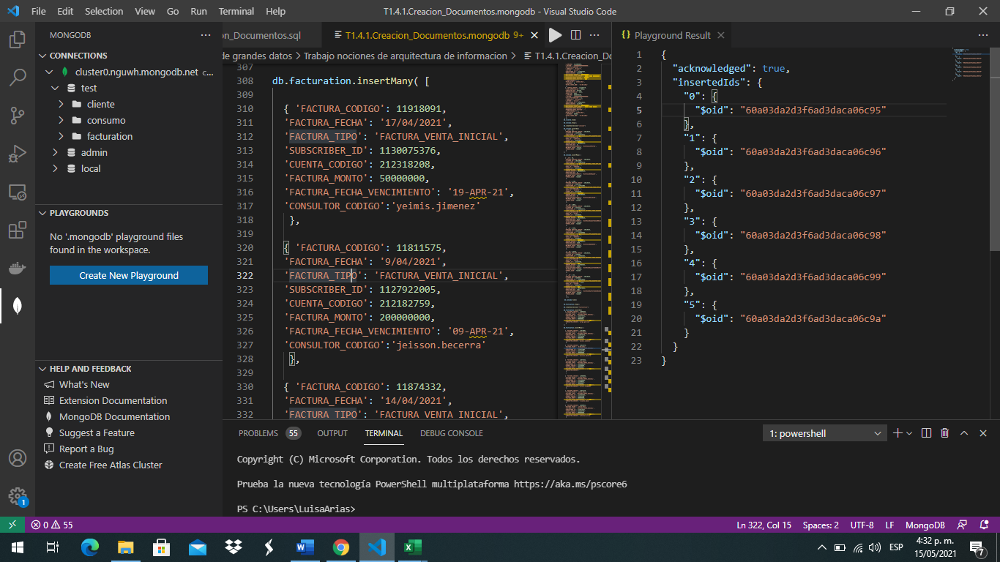 File Edit Selection View Go Run Terminal Help
T1.4.1.Creacion_Documentos.mongodb - Visual Studio Code
MONGODB
CONNECTIONS
cluster0.nguwh.mongodb.net c...
test
cliente
consumo
facturation
admin
local
PLAYGROUNDS
No '.mongodb' playground files
found in the workspace.
Create New Playground
HELP AND FEEDBACK
What's New
Extension Documentation
MongoDB Documentation
Suggest a Feature
Report a Bug
Create Free Atlas Cluster
1
on_Documentos.sql
T1.4.1.Creacion_Documentos.mongodb 9+
de grandes datos > Trabajo nociones de arquitectura de informacion > T1.4.1.Creacion_Do
307
308 db.facturation.insertMany( [
309
310 { 'FACTURA_CODIGO': 11918091,
311 'FACTURA_FECHA': '17/04/2021',
312 'FACTURA_TIPO': 'FACTURA_VENTA_INICIAL',
313 'SUBSCRIBER_ID': 1130075376,
314 'CUENTA_CODIGO': 212318208,
315 'FACTURA_MONTO': 50000000,
316 'FACTURA_FECHA_VENCIMIENTO': '19-APR-21',
317 'CONSULTOR_CODIGO':'yeimis.jimenez'
318 },
319
320 { 'FACTURA_CODIGO': 11811575,
321 'FACTURA_FECHA': '9/04/2021',
322 'FACTURA_TIPO': 'FACTURA_VENTA_INICIAL',
323 'SUBSCRIBER_ID': 1127922005,
324 'CUENTA_CODIGO': 212182759,
325 'FACTURA_MONTO': 200000000,
326 'FACTURA_FECHA_VENCIMIENTO': '09-APR-21',
327 'CONSULTOR_CODIGO':'jeisson.becerra'
328 },
329
330 { 'FACTURA_CODIGO': 11874332,
331 'FACTURA_FECHA': '14/04/2021',
332 'FACTURA_TIPO': 'FACTURA_VENTA_INICIAL',
Playground Result
1 {
2 "acknowledged": true,
3 "insertedIds": {
4 "0": {
5 "$oid": "60a03da2d3f6ad3daca06c95"
6 },
7 "1": {
8 "$oid": "60a03da2d3f6ad3daca06c96"
9 },
10 "2": {
11 "$oid": "60a03da2d3f6ad3daca06c97"
12 },
13 "3": {
14 "$oid": "60a03da2d3f6ad3daca06c98"
15 },
16 "4": {
17 "$oid": "60a03da2d3f6ad3daca06c99"
18 },
19 "5": {
20 "$oid": "60a03da2d3f6ad3daca06c9a"
21 }
22 }
23 }
PROBLEMS 55 OUTPUT TERMINAL DEBUG CONSOLE
1: powershell
Copyright (C) Microsoft Corporation. Todos los derechos reservados.
Prueba la nueva tecnología PowerShell multiplataforma https://aka.ms/pscore6
PS C:\Users\LuisaArias>
0 55
Ln 322, Col 15 Spaces: 2 UTF-8 LF MongoDB
ESP
4:32 p. m.
15/05/2021
7